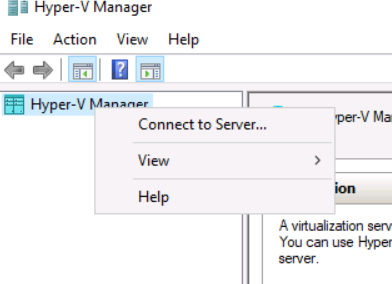 Hyper-V Manager
File Action View Help
Hyper-V Manager
Connect to Server...
View
Help
A virtualization serv
You can use Hyper
server.